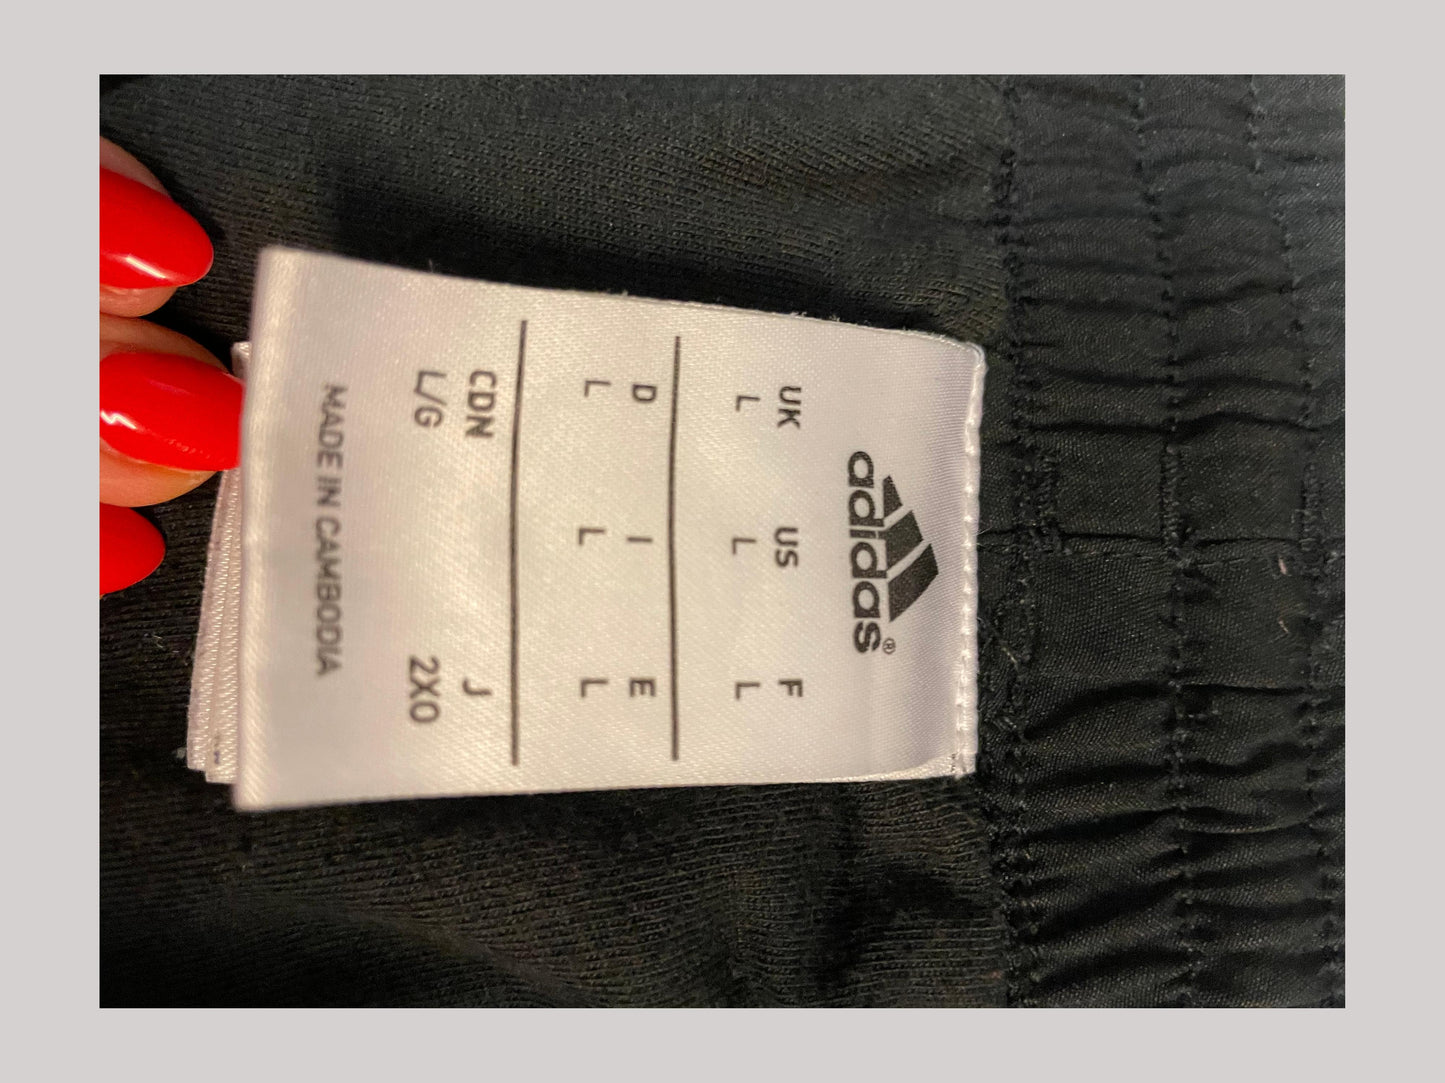 adidas®
UK US F
L L L
D I E
L L L
CDN J
L/G 2XO
MADE IN CAMBODIA